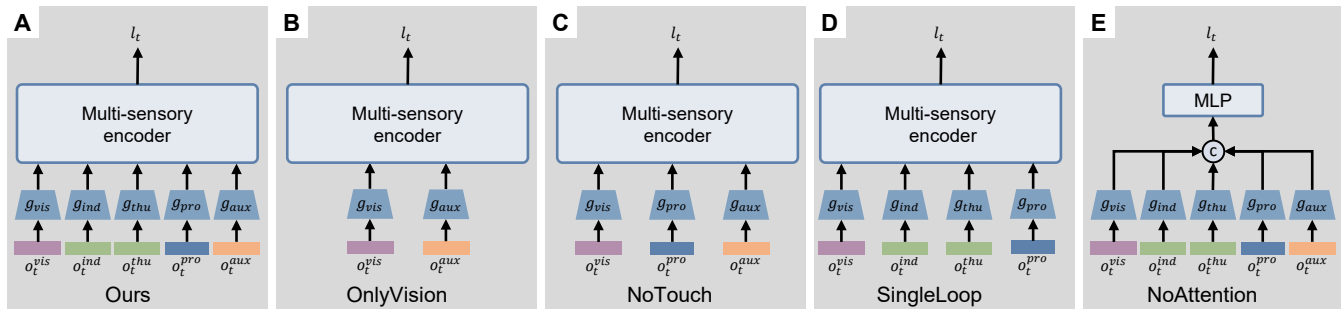 A
l_t
Multi-sensory
encoder
g_vis g_ind g_thu g_pro g_aux
o_t^vis o_t^ind o_t^thu o_t^pro o_t^aux
Ours
B
l_t
Multi-sensory
encoder
g_vis g_aux
o_t^vis o_t^aux
OnlyVision
C
l_t
Multi-sensory
encoder
g_vis g_pro g_aux
o_t^vis o_t^pro o_t^aux
NoTouch
D
l_t
Multi-sensory
encoder
g_vis g_ind g_thu g_pro
o_t^vis o_t^ind o_t^thu o_t^pro
SingleLoop
E
l_t
MLP
C
g_vis g_ind g_thu g_pro g_aux
o_t^vis o_t^ind o_t^thu o_t^pro o_t^aux
NoAttention